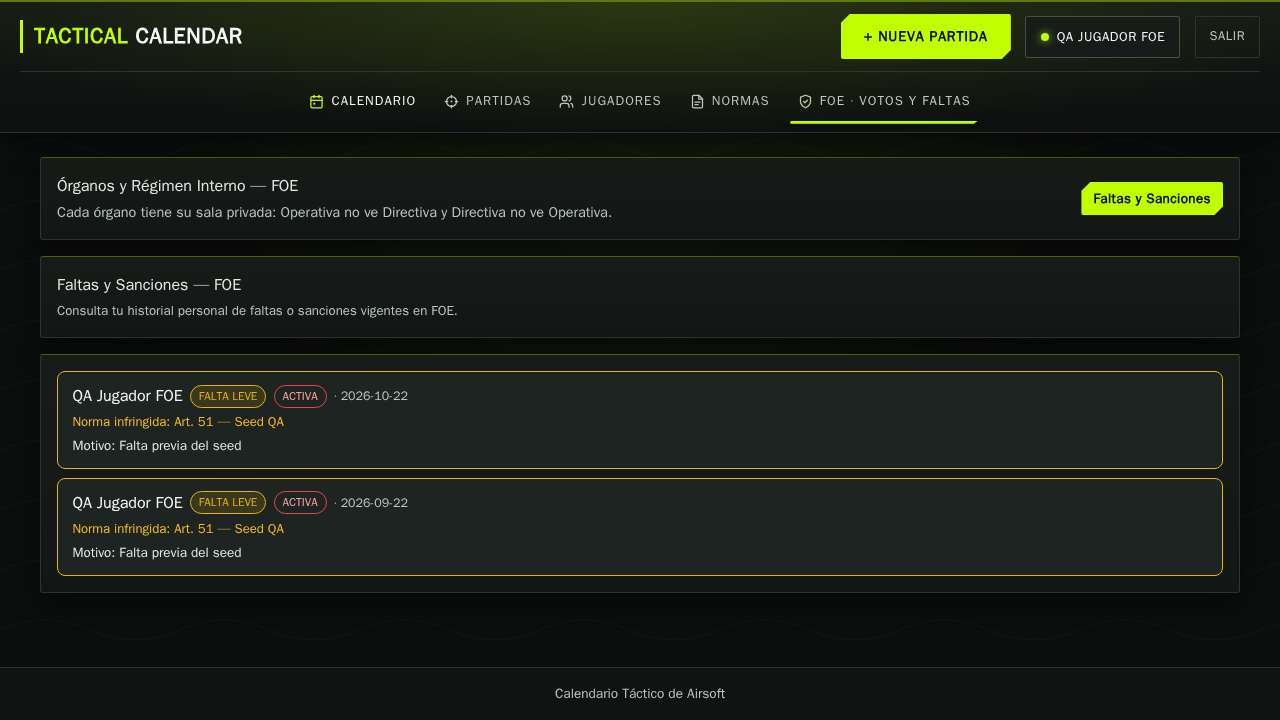 TACTICAL CALENDAR
+ NUEVA PARTIDA
QA JUGADOR FOE
SALIR
CALENDARIO
PARTIDAS
JUGADORES
NORMAS
FOE · VOTOS Y FALTAS
Órganos y Régimen Interno — FOE
Cada órgano tiene su sala privada: Operativa no ve Directiva y Directiva no ve Operativa.
Faltas y Sanciones
Faltas y Sanciones — FOE
Consulta tu historial personal de faltas o sanciones vigentes en FOE.
QA Jugador FOE FALTA LEVE ACTIVA · 2026-10-22
Norma infringida: Art. 51 — Seed QA
Motivo: Falta previa del seed
QA Jugador FOE FALTA LEVE ACTIVA · 2026-09-22
Norma infringida: Art. 51 — Seed QA
Motivo: Falta previa del seed
Calendario Táctico de Airsoft